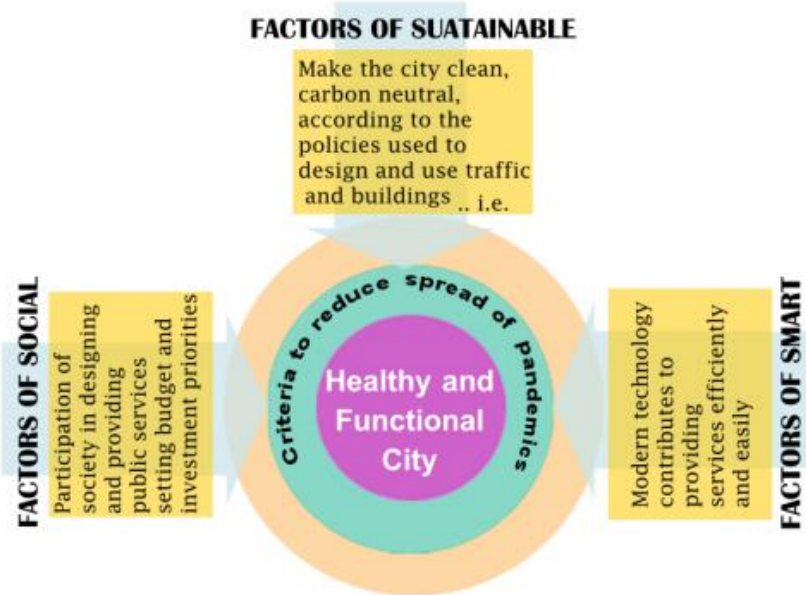 FACTORS OF SUATAINABLE
Make the city clean,
carbon neutral,
according to the
policies used to
design and use traffic
and buildings .. i.e.
FACTORS OF SOCIAL
Participation of
society in designing
and providing
public services
setting budget and
investment priorities
Criteria to reduce spread of pandemics
Healthy and
Functional
City
Modern technology
contributes to
providing
services efficiently
and easily
FACTORS OF SMART